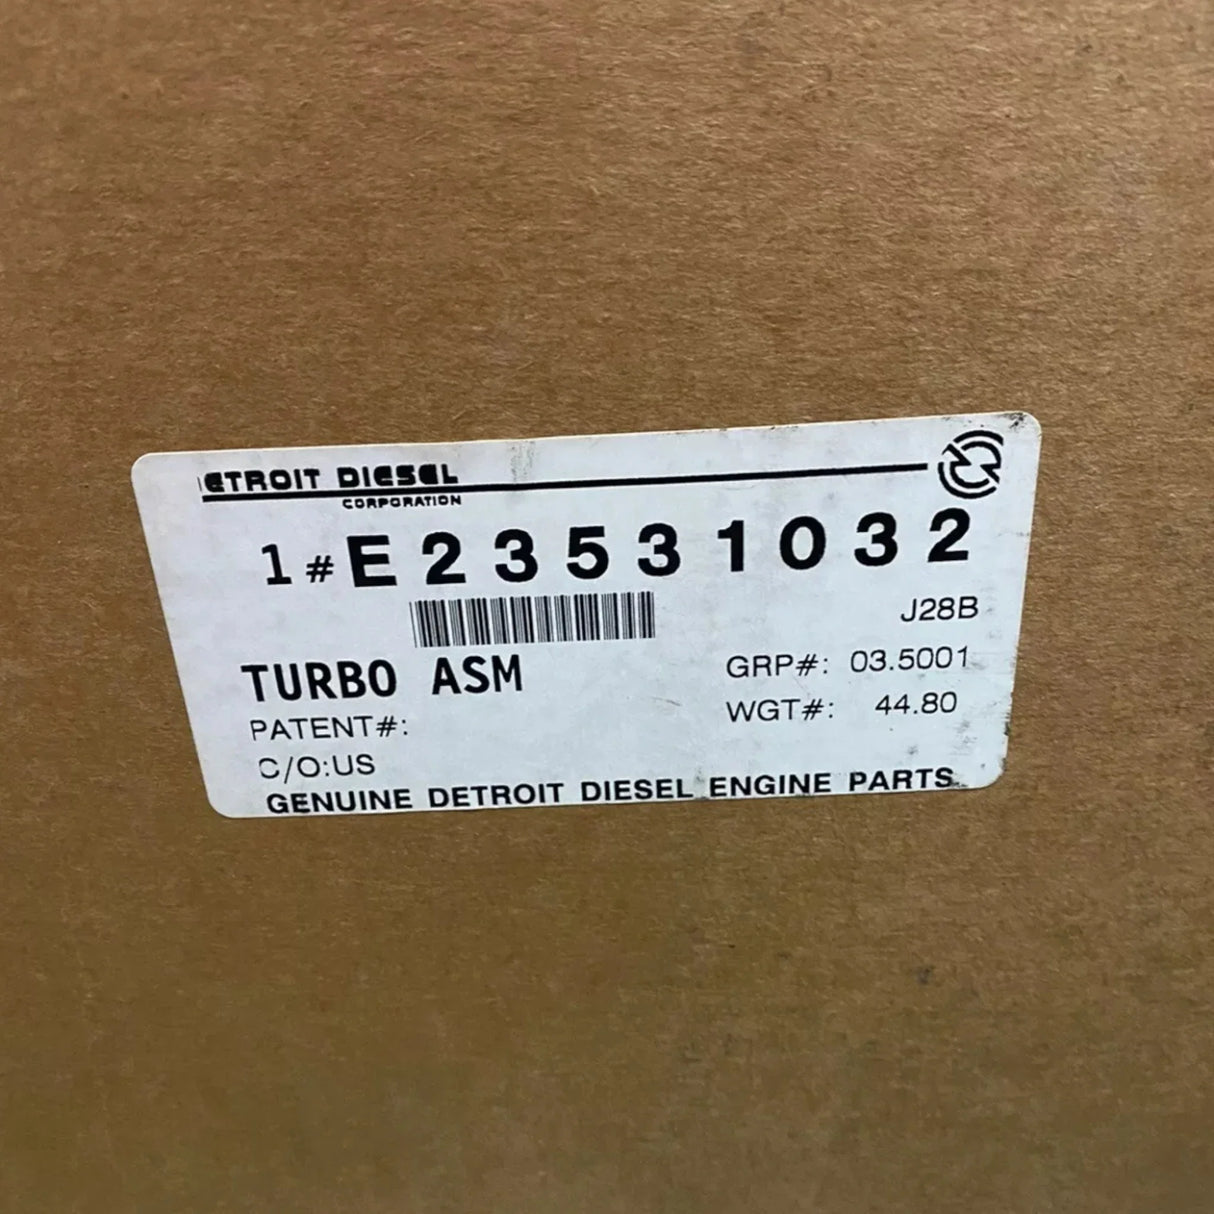 DETROIT DIESEL
CORPORATION
1# E23531032
J28B
TURBO ASM
GRP#: 03.5001
PATENT#:
WGT#: 44.80
C/O:US
GENUINE DETROIT DIESEL ENGINE PARTS